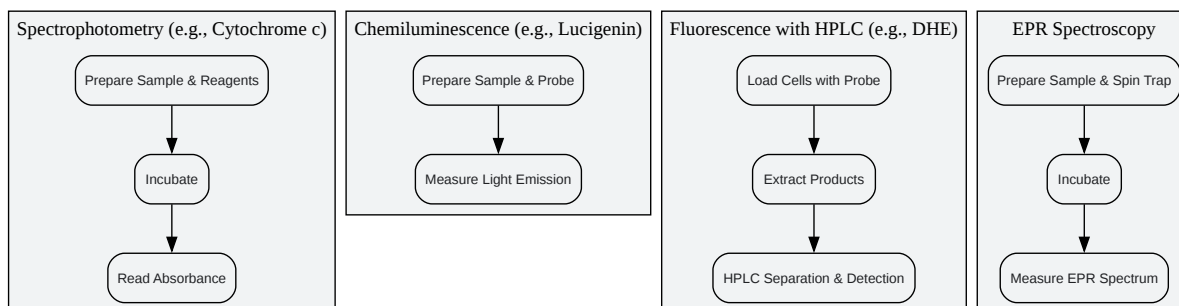 Spectrophotometry (e.g., Cytochrome c)
Prepare Sample & Reagents
Incubate
Read Absorbance
Chemiluminescence (e.g., Lucigenin)
Prepare Sample & Probe
Measure Light Emission
Fluorescence with HPLC (e.g., DHE)
Load Cells with Probe
Extract Products
HPLC Separation & Detection
EPR Spectroscopy
Prepare Sample & Spin Trap
Incubate
Measure EPR Spectrum